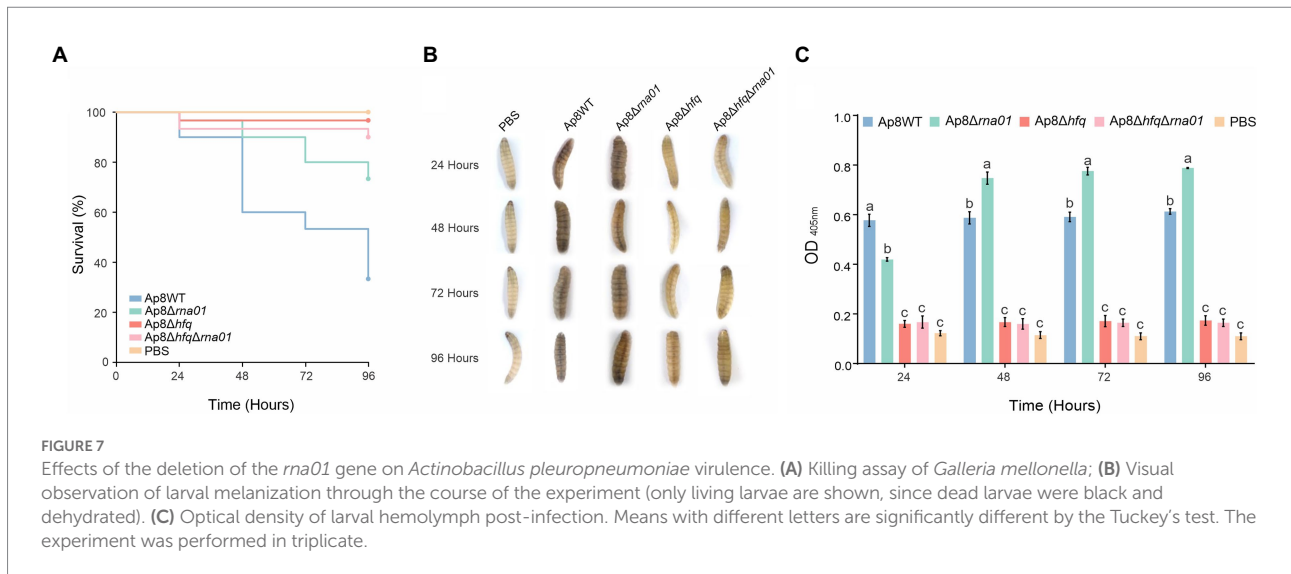 A
B
C
100
80
60
40
20
0
Survival (%)
0 24 48 72 96
Time (Hours)
Ap8WT
Ap8Δrna01
Ap8Δhfq
Ap8ΔhfqΔrna01
PBS
PBS Ap8WT Ap8Δrna01 Ap8Δhfq Ap8ΔhfqΔrna01
24 Hours
48 Hours
72 Hours
96 Hours
Ap8WT Ap8Δrna01 Ap8Δhfq Ap8ΔhfqΔrna01 PBS
1.0
0.8
0.6
0.4
0.2
0.0
OD 405nm
a b c c c
b a c c c
b a c c c
b a c c c
24 48 72 96
Time (Hours)
FIGURE 7
Effects of the deletion of the rna01 gene on Actinobacillus pleuropneumoniae virulence. (A) Killing assay of Galleria mellonella; (B) Visual
observation of larval melanization through the course of the experiment (only living larvae are shown, since dead larvae were black and
dehydrated). (C) Optical density of larval hemolymph post-infection. Means with different letters are significantly different by the Tuckey's test. The
experiment was performed in triplicate.